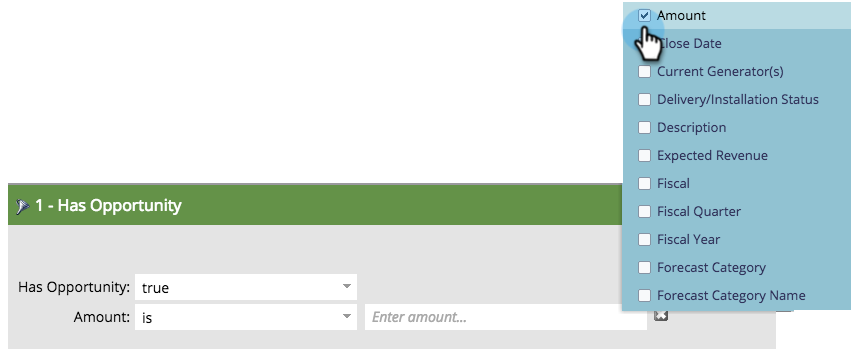 Amount
Close Date
Current Generator(s)
Delivery/Installation Status
Description
Expected Revenue
Fiscal
Fiscal Quarter
Fiscal Year
Forecast Category
Forecast Category Name
1 - Has Opportunity
Has Opportunity: true
Amount: is Enter amount...